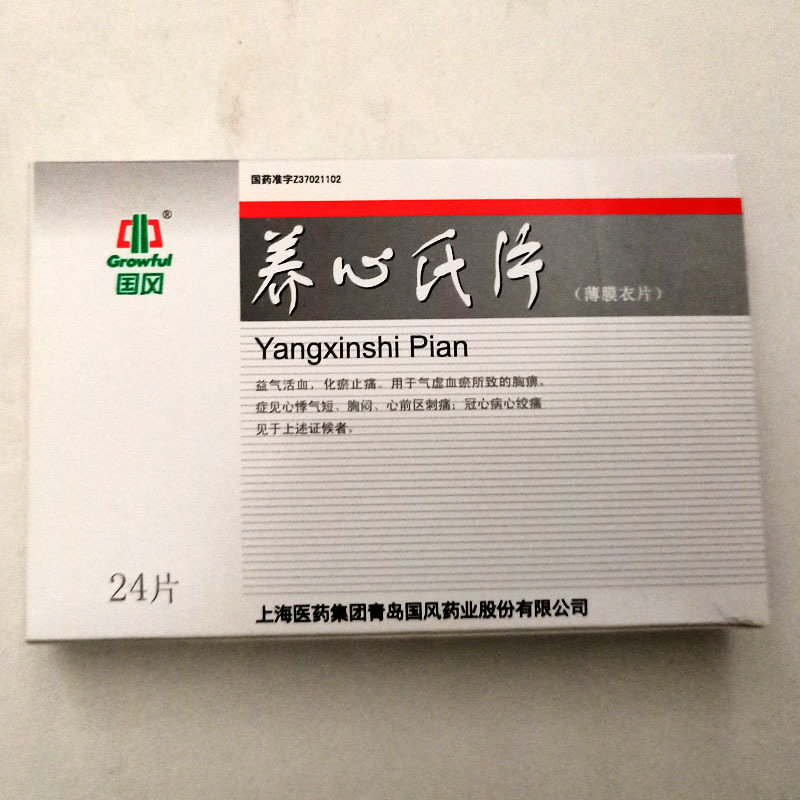 国药准字Z37021102
®
Growful
国风
养心氏片
（薄膜衣片）
Yangxinshi Pian
益气活血，化瘀止痛。用于气虚血瘀所致的胸痹。
症见心悸气短、胸闷、心前区刺痛；冠心病心绞痛
见于上述证候者。
24片
上海医药集团青岛国风药业股份有限公司